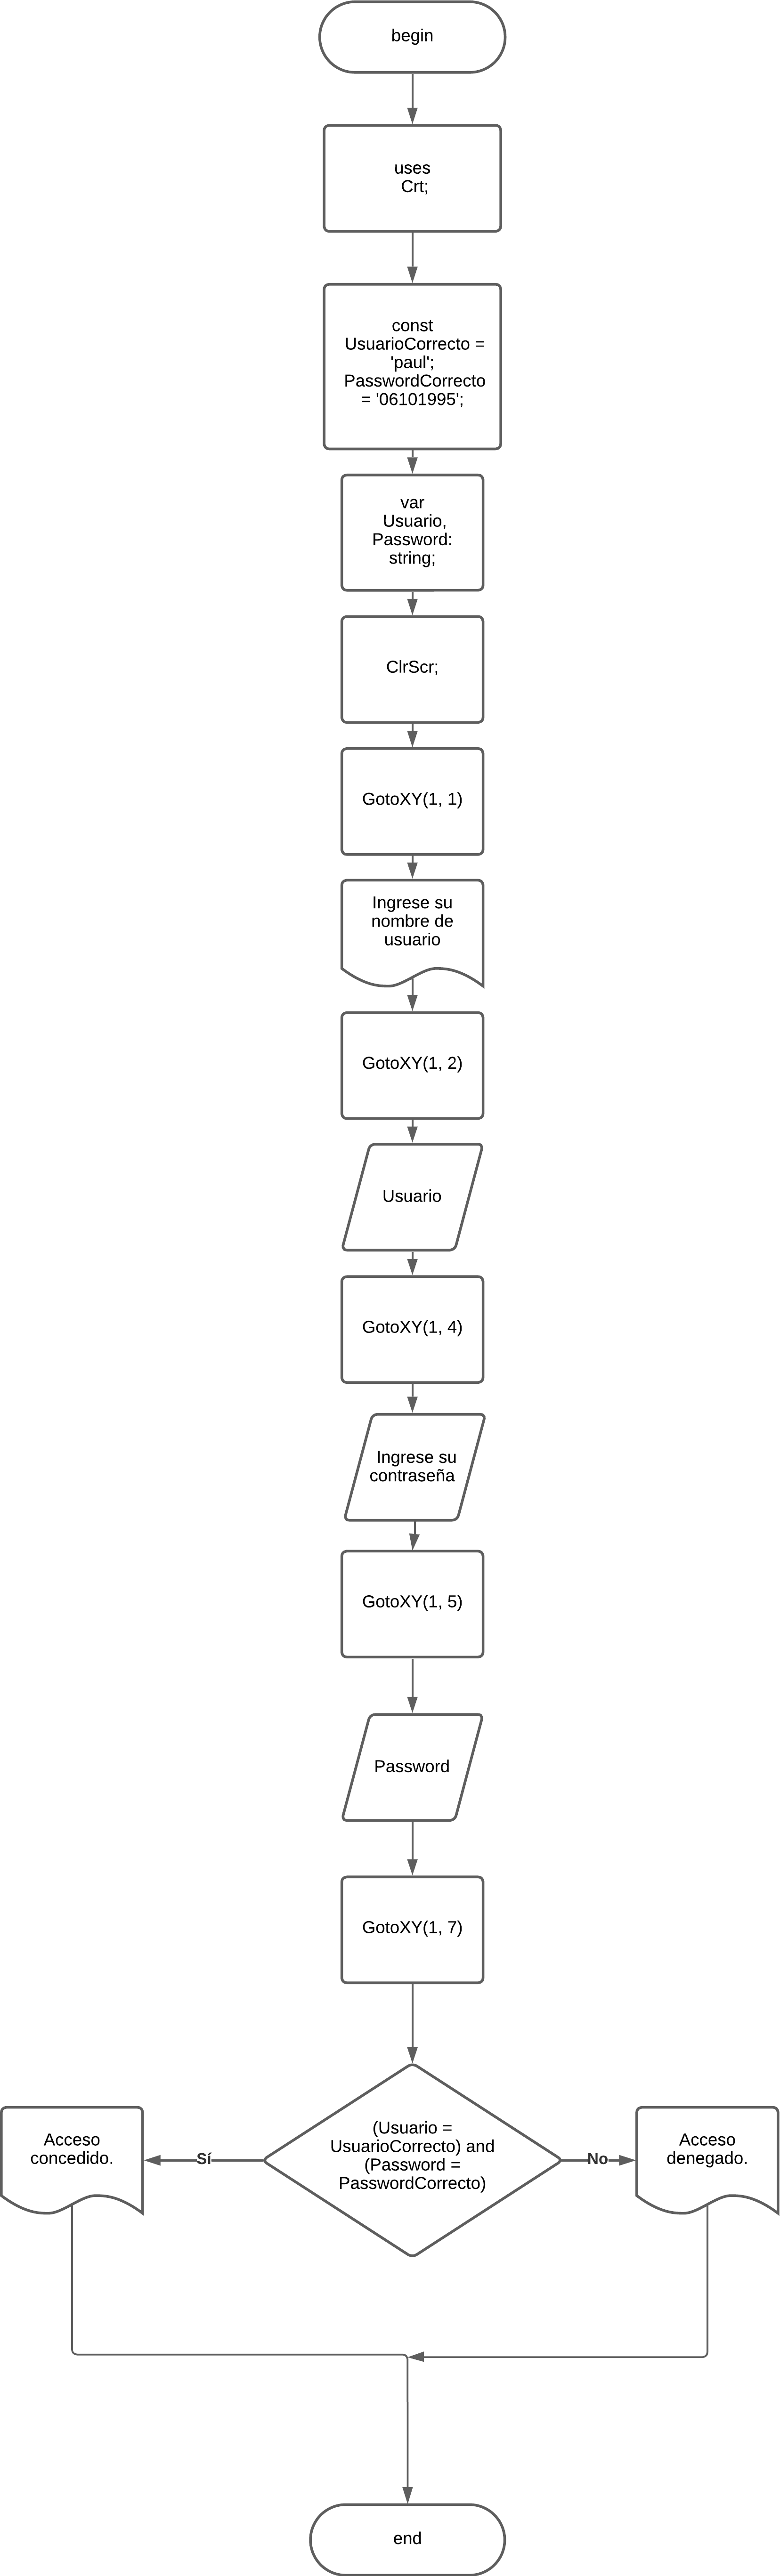 begin
uses
Crt;
const
UsuarioCorrecto =
'paul';
PasswordCorrecto
= '06101995';
var
Usuario,
Password:
string;
ClrScr;
GotoXY(1, 1)
Ingrese su
nombre de
usuario
GotoXY(1, 2)
Usuario
GotoXY(1, 4)
Ingrese su
contraseña
GotoXY(1, 5)
Password
GotoXY(1, 7)
(Usuario =
UsuarioCorrecto) and
(Password =
PasswordCorrecto)
Sí
Acceso
concedido.
No
Acceso
denegado.
end